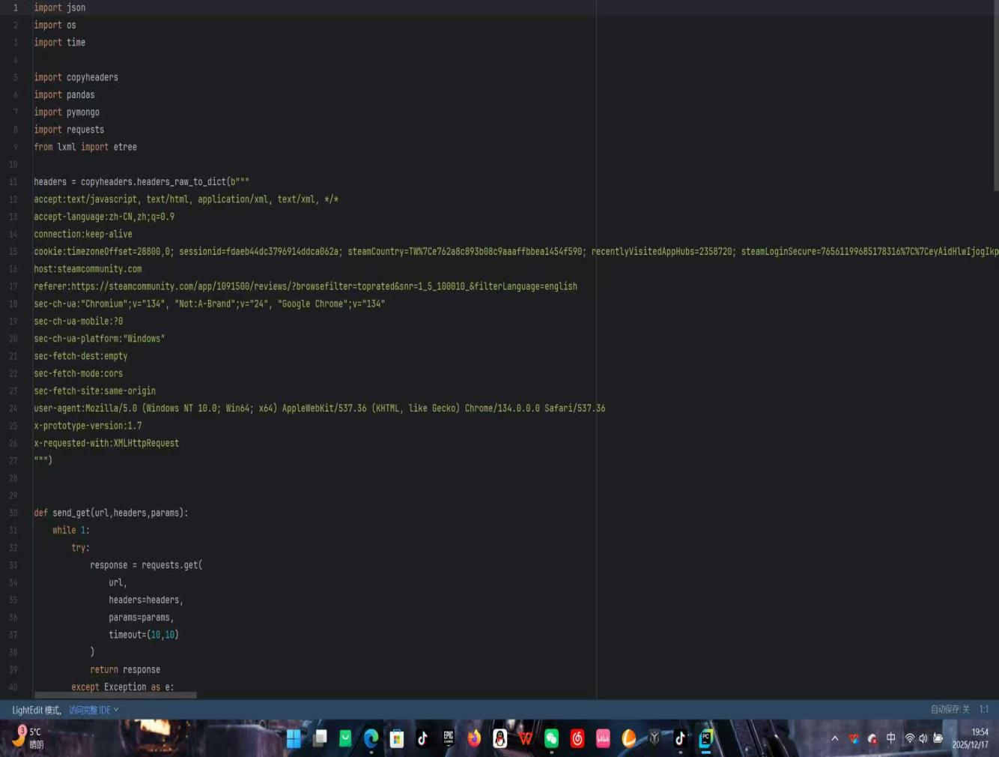 1 import json
2 import os
3 import time
4
5 import copyheaders
6 import pandas
7 import pymongo
8 import requests
9 from lxml import etree
10
11 headers = copyheaders.headers_raw_to_dict(b"""
12 accept:text/javascript, text/html, application/xml, text/xml, */*
13 accept-language:zh-CN,zh;q=0.9
14 connection:keep-alive
15 cookie:timezoneOffset=28800,0; sessionid=fdaeb44dc3796914ddca062a; steamCountry=TW%7Ce762a8c893b08c9aaaffbbea1454f590; recentlyVisitedAppHubs=2358720; steamLoginSecure=76561199685178316%7C%7CeyAidHlwIjogIkp
16 host:steamcommunity.com
17 referer:https://steamcommunity.com/app/1091500/reviews/?browsefilter=toprated&snr=1_5_100010_&filterLanguage=english
18 sec-ch-ua:"Chromium";v="134", "Not:A-Brand";v="24", "Google Chrome";v="134"
19 sec-ch-ua-mobile:?0
20 sec-ch-ua-platform:"Windows"
21 sec-fetch-dest:empty
22 sec-fetch-mode:cors
23 sec-fetch-site:same-origin
24 user-agent:Mozilla/5.0 (Windows NT 10.0; Win64; x64) AppleWebKit/537.36 (KHTML, like Gecko) Chrome/134.0.0.0 Safari/537.36
25 x-prototype-version:1.7
26 x-requested-with:XMLHttpRequest
27 """)
28
29
30 def send_get(url,headers,params):
31 while 1:
32 try:
33 response = requests.get(
34 url,
35 headers=headers,
36 params=params,
37 timeout=(10,10)
38 )
39 return response
40 except Exception as e:
LightEdit 模式。 访问完整 IDE 自动保存: 关 1:1
3 5°C
晴朗
EPIC GAMES
PC
中
19:54
2025/12/17